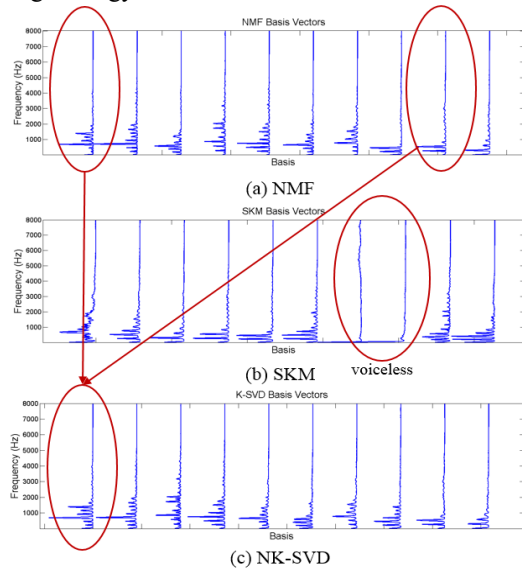 NMF Basis Vectors
8000
7000
6000
5000
4000
3000
2000
1000
Frequency (Hz)
Basis
(a) NMF
SKM Basis Vectors
8000
7000
6000
5000
4000
3000
2000
1000
Frequency (Hz)
Basis
voiceless
(b) SKM
K-SVD Basis Vectors
8000
7000
6000
5000
4000
3000
2000
1000
0
Frequency (Hz)
Basis
(c) NK-SVD